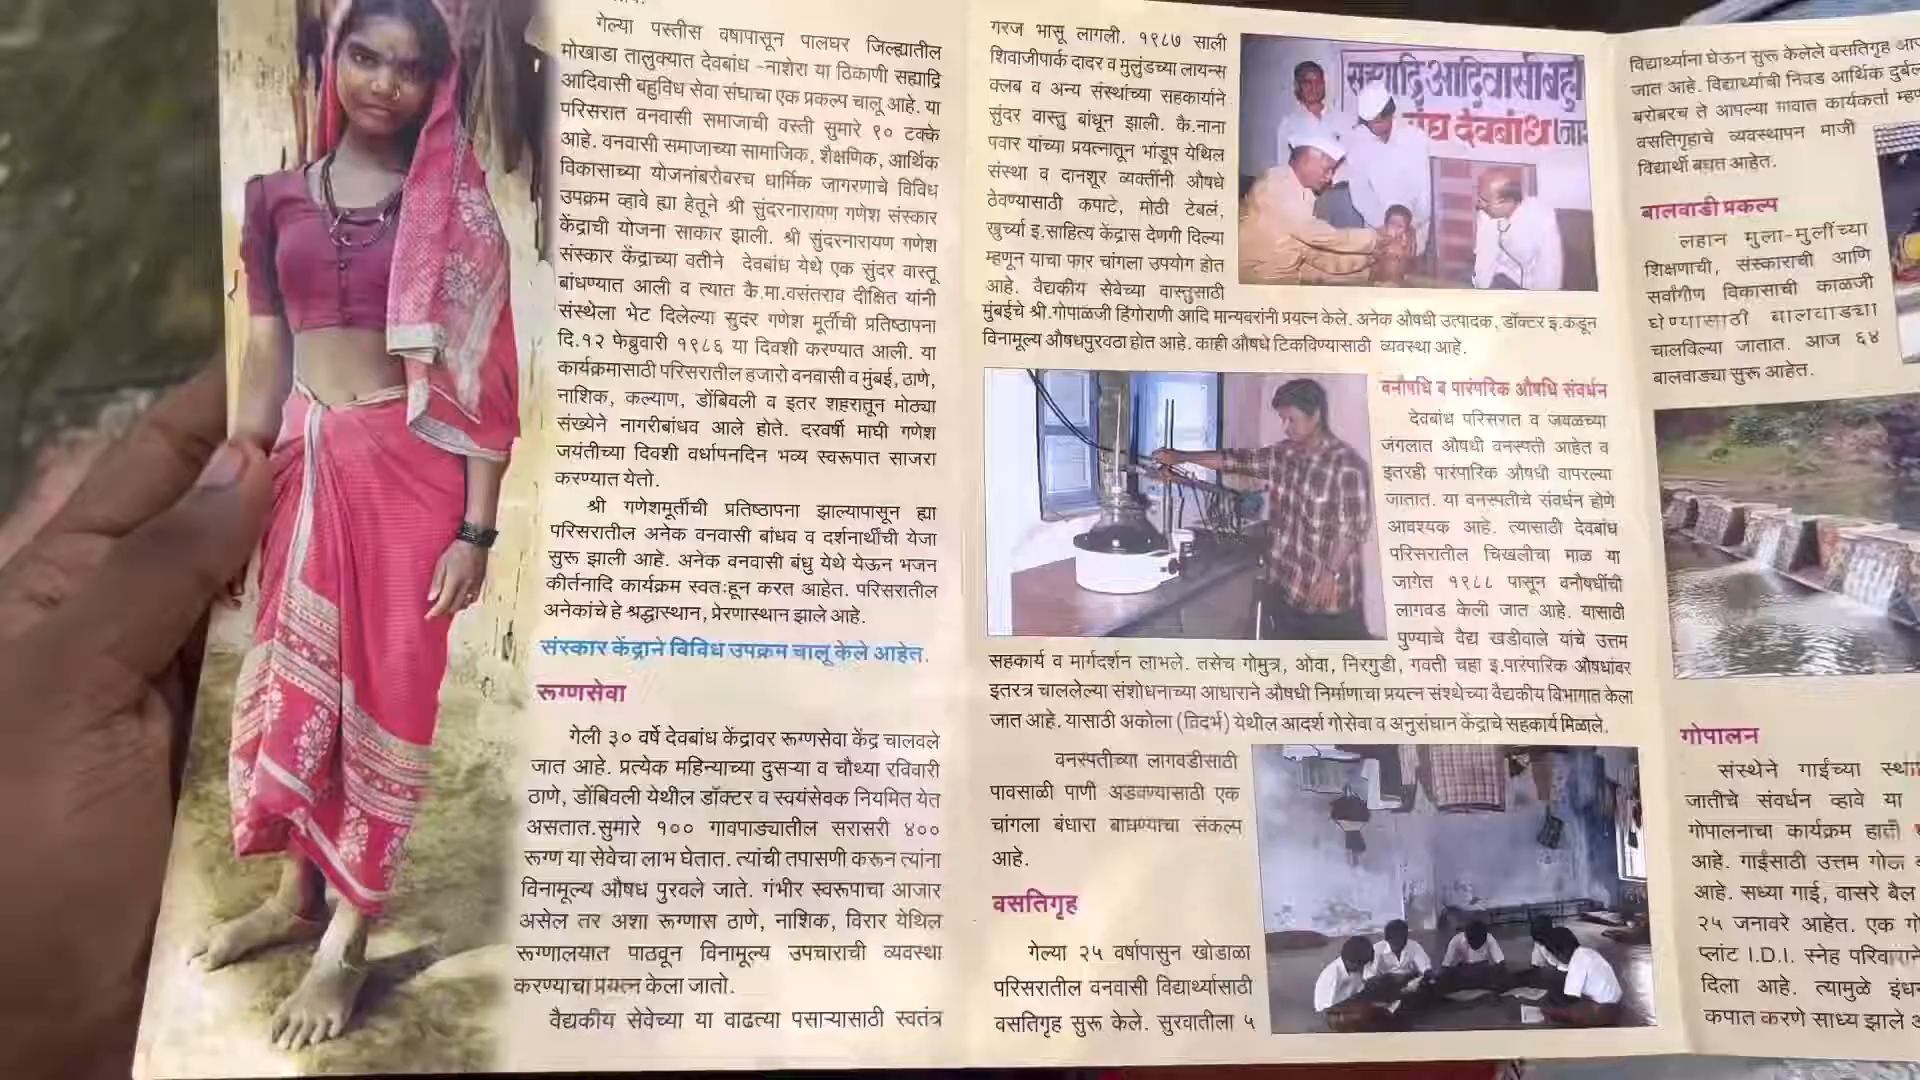 गेल्या पस्तीस वषापासून पालघर जिल्ह्यातील
मोखाडा तालुक्यात देवबांध -नाशेरा या ठिकाणी सह्याद्रि
आदिवासी बहुविध सेवा संघाचा एक प्रकल्प चालू आहे. या
परिसरात वनवासी समाजाची वस्ती सुमारे ९० टक्के
आहे. वनवासी समाजाच्या सामाजिक, शैक्षणिक, आर्थिक
विकासाच्या योजनांबरोबरच धार्मिक जागरणाचे विविध
उपक्रम व्हावे ह्या हेतूने श्री सुंदरनारायण गणेश संस्कार
केंद्राची योजना साकार झाली. श्री सुंदरनारायण गणेश
संस्कार केंद्राच्या वतीने देवबांध येथे एक सुंदर वास्तू
बांधण्यात आली व त्यात कै.मा.वसंतराव दीक्षित यांनी
संस्थेला भेट दिलेल्या सुदर गणेश मूर्तीची प्रतिष्ठापना
दि.१२ फेब्रुवारी १९८६ या दिवशी करण्यात आली. या
कार्यक्रमासाठी परिसरातील हजारो वनवासी व मुंबई, ठाणे,
नाशिक, कल्याण, डोंबिवली व इतर शहरातून मोठ्या
संख्येने नागरीबांधव आले होते. दरवर्षी माघी गणेश
जयंतीच्या दिवशी वर्धापनदिन भव्य स्वरूपात साजरा
करण्यात येतो.
श्री गणेशमूर्तीची प्रतिष्ठापना झाल्यापासून ह्या
परिसरातील अनेक वनवासी बांधव व दर्शनार्थींची येजा
सुरू झाली आहे. अनेक वनवासी बंधु येथे येऊन भजन
कीर्तनादि कार्यक्रम स्वतःहून करत आहेत. परिसरातील
अनेकांचे हे श्रद्धास्थान, प्रेरणास्थान झाले आहे.
संस्कार केंद्राने विविध उपक्रम चालू केले आहेत.
रूग्णसेवा
गेली ३० वर्षे देवबांध केंद्रावर रूग्णसेवा केंद्र चालवले
जात आहे. प्रत्येक महिन्याच्या दुसऱ्या व चौथ्या रविवारी
ठाणे, डोंबिवली येथील डॉक्टर व स्वयंसेवक नियमित येत
असतात.सुमारे १०० गावपाड्यातील सरासरी ४००
रूग्ण या सेवेचा लाभ घेतात. त्यांची तपासणी करून त्यांना
विनामूल्य औषध पुरवले जाते. गंभीर स्वरूपाचा आजार
असेल तर अशा रूग्णास ठाणे, नाशिक, विरार येथिल
रूग्णालयात पाठवून विनामूल्य उपचाराची व्यवस्था
करण्याचा प्रयत्न केला जातो.
वैद्यकीय सेवेच्या या वाढत्या पसाऱ्यासाठी स्वतंत्र
गरज भासू लागली. १९८७ साली
शिवाजीपार्क दादर व मुलुंडच्या लायन्स
क्लब व अन्य संस्थांच्या सहकार्याने
सुंदर वास्तु बांधून झाली. कै.नाना
पवार यांच्या प्रयत्नातून भांडूप येथिल
संस्था व दानशूर व्यक्तींनी औषधे
ठेवण्यासाठी कपाटे, मोठी टेबलं,
खुर्च्या इ.साहित्य केंद्रास देणगी दिल्या
म्हणून याचा फार चांगला उपयोग होत
आहे. वैद्यकीय सेवेच्या वास्तुसाठी
मुंबईचे श्री.गोपाळजी हिंगोराणी आदि मान्यवरांनी प्रयत्न केले. अनेक औषधी उत्पादक, डॉक्टर इ.कडून
विनामूल्य औषधपुरवठा होत आहे. काही औषधे टिकविण्यासाठी व्यवस्था आहे.
सह्याद्रि आदिवासी बहु
संघ देवबांध
वनौषधि व पारंपरिक औषधि संवर्धन
देवबांध परिसरात व जवळच्या
जंगलात औषधी वनस्पती आहेत व
इतरही पारंपारिक औषधी वापरल्या
जातात. या वनस्पतीचे संवर्धन होणे
आवश्यक आहे. त्यासाठी देवबांध
परिसरातील चिखलीचा माळ या
जागेत १९८८ पासून वनौषधींची
लागवड केली जात आहे. यासाठी
पुण्याचे वैद्य खडीवाले यांचे उत्तम
सहकार्य व मार्गदर्शन लाभले. तसेच गोमुत्र, ओवा, निरगुडी, गवती चहा इ.पारंपारिक औषधांवर
इतरत्र चाललेल्या संशोधनाच्या आधाराने औषधी निर्माणाचा प्रयत्न संस्थेच्या वैद्यकीय विभागात केला
जात आहे. यासाठी अकोला (विदर्भ) येथील आदर्श गोसेवा व अनुसंधान केंद्राचे सहकार्य मिळाले.
वनस्पतीच्या लागवडीसाठी
पावसाळी पाणी अडवण्यासाठी एक
चांगला बंधारा बाधण्याचा संकल्प
आहे.
वसतिगृह
गेल्या २५ वर्षापासुन खोडाळा
परिसरातील वनवासी विद्यार्थ्यासाठी
वसतिगृह सुरू केले. सुरवातीला ५
विद्यार्थ्यांना घेऊन सुरू केलेले वसतिगृह
जात आहे. विद्यार्थ्यांची निवड आर्थिक
बरोबरच ते आपल्या गावात कार्यकर्ता
वसतिगृहाचे व्यवस्थापन माजी
विद्यार्थी बघत आहेत.
बालवाडी प्रकल्प
लहान मुला-मुलींच्या
शिक्षणाची, संस्काराची आणि
सर्वांगीण विकासाची काळजी
घेण्यासाठी बालवाड्या
चालविल्या जातात. आज ६४
बालवाड्या सुरू आहेत.
गोपालन
संस्थेने गाईंच्या
जातीचे संवर्धन व्हावे या
गोपालनाचा कार्यक्रम हाती
आहे. गाईंसाठी उत्तम
आहे. सध्या गाई, वासरे बैल
२५ जनावरे आहेत. एक
प्लांट I.D.I. स्नेह परिवाराने
दिला आहे. त्यामुळे
कपात करणे साध्य झाले